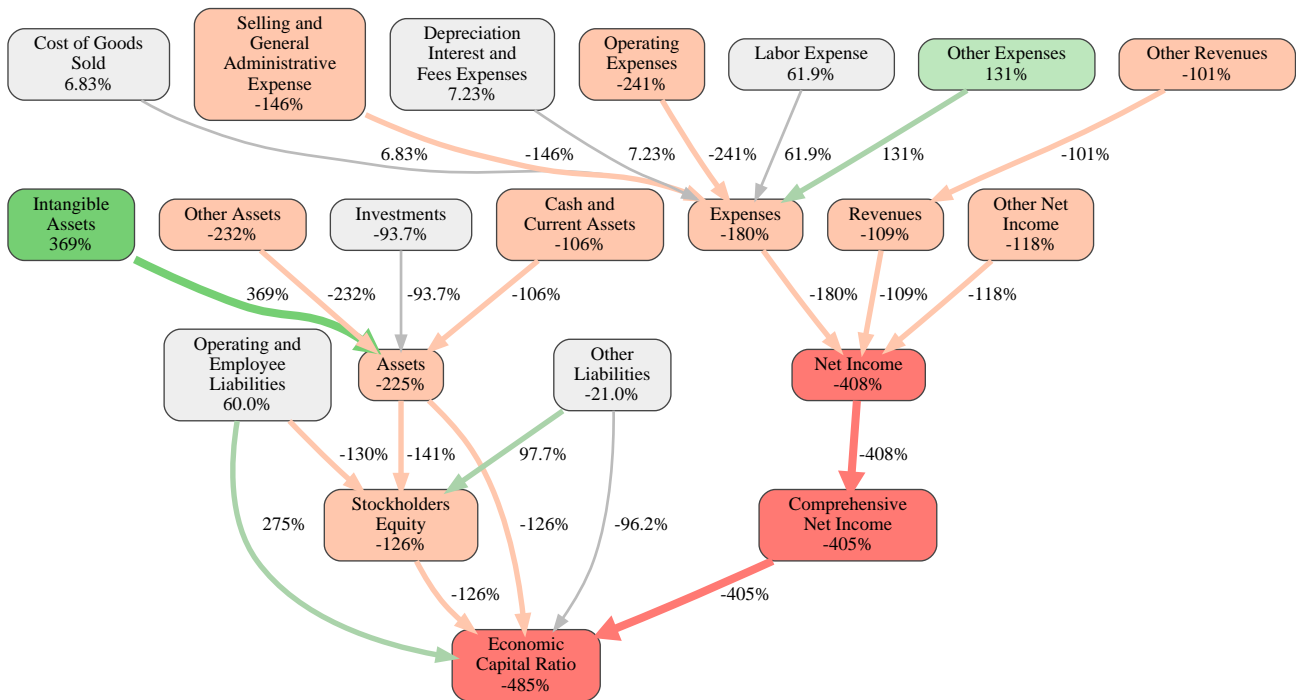 Cost of Goods
Sold
6.83%
Selling and
General
Administrative
Expense
-146%
Depreciation
Interest and
Fees Expenses
7.23%
Operating
Expenses
-241%
Labor Expense
61.9%
Other Expenses
131%
Other Revenues
-101%
6.83%
-146%
7.23%
-241%
61.9%
131%
-101%
Intangible
Assets
369%
Other Assets
-232%
Investments
-93.7%
Cash and
Current Assets
-106%
Expenses
-180%
Revenues
-109%
Other Net
Income
-118%
369%
-232%
-93.7%
-106%
-180%
-109%
-118%
Operating and
Employee
Liabilities
60.0%
Assets
-225%
Other
Liabilities
-21.0%
Net Income
-408%
-130%
-141%
97.7%
-408%
275%
Stockholders
Equity
-126%
-126%
-96.2%
Comprehensive
Net Income
-405%
-126%
-405%
Economic
Capital Ratio
-485%